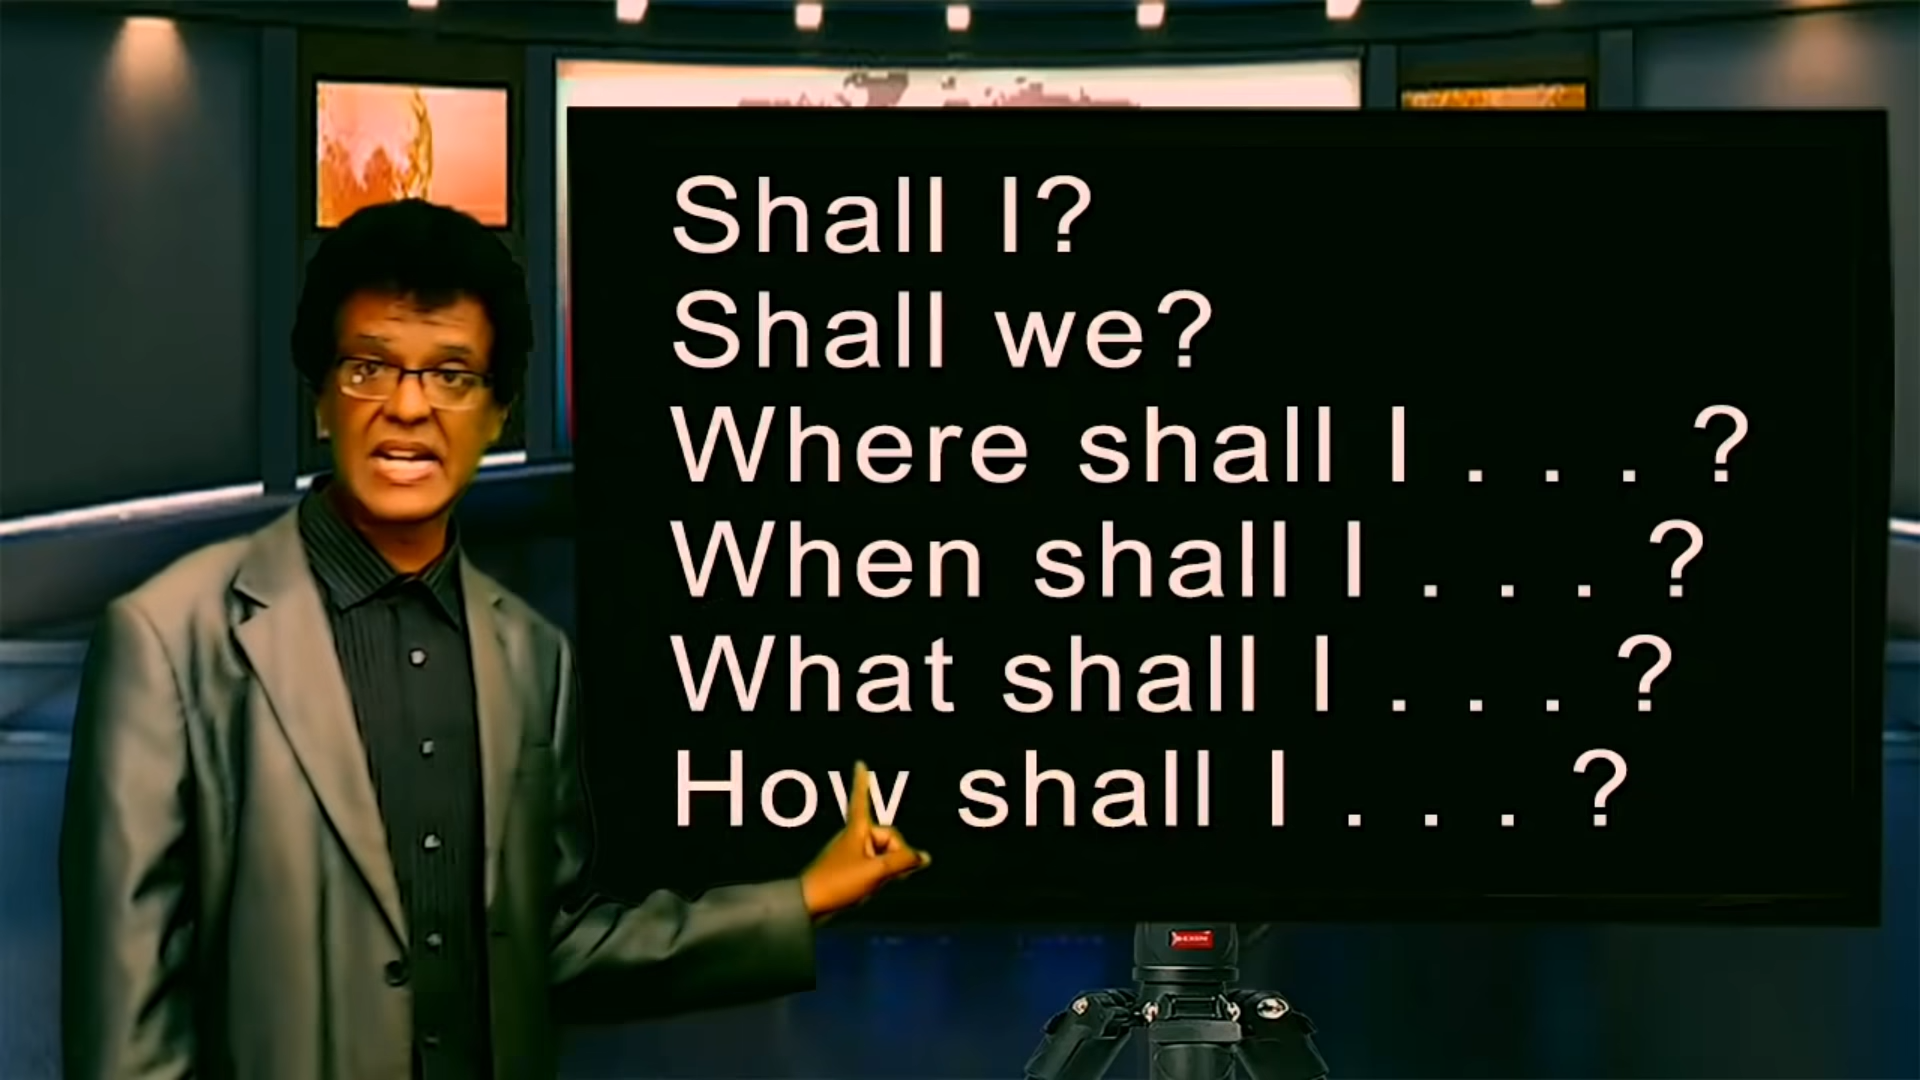 Shall I?
Shall we?
Where shall I . . . ?
When shall I . . . ?
What shall I . . . ?
How shall I . . . ?